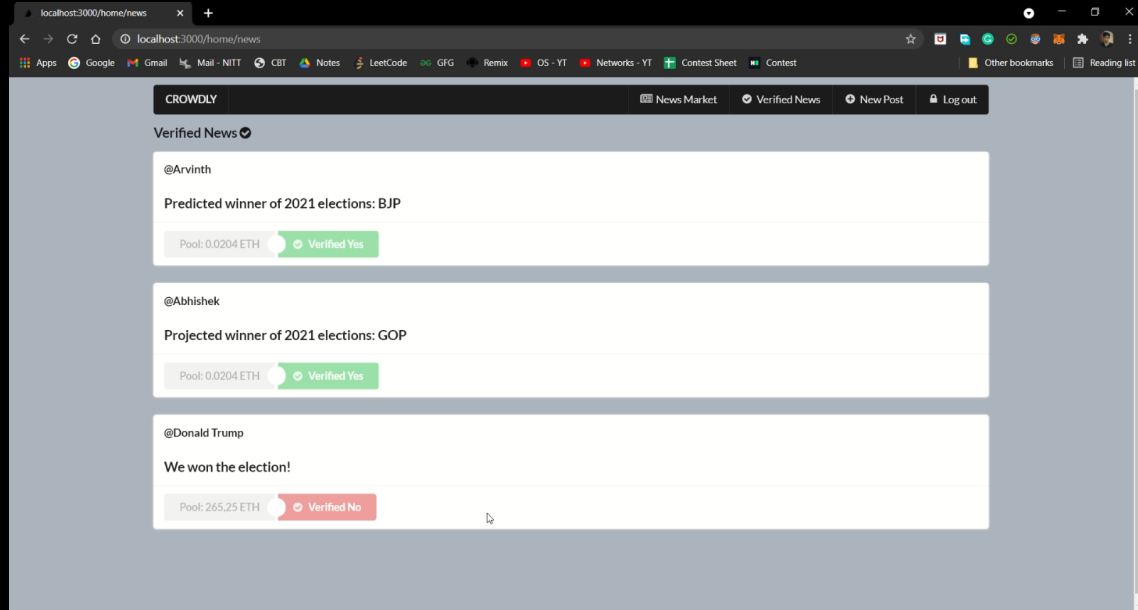 localhost:3000/home/news
localhost:3000/home/news
Apps Google Gmail Mail - NITT CBT Notes LeetCode GFG Remix OS - YT Networks - YT Contest Sheet Contest Other bookmarks Reading list
CROWDLY News Market Verified News New Post Log out
Verified News
@Arvinth
Predicted winner of 2021 elections: BJP
Pool: 0.0204 ETH Verified Yes
@Abhishek
Projected winner of 2021 elections: GOP
Pool: 0.0204 ETH Verified Yes
@Donald Trump
We won the election!
Pool: 265.25 ETH Verified No